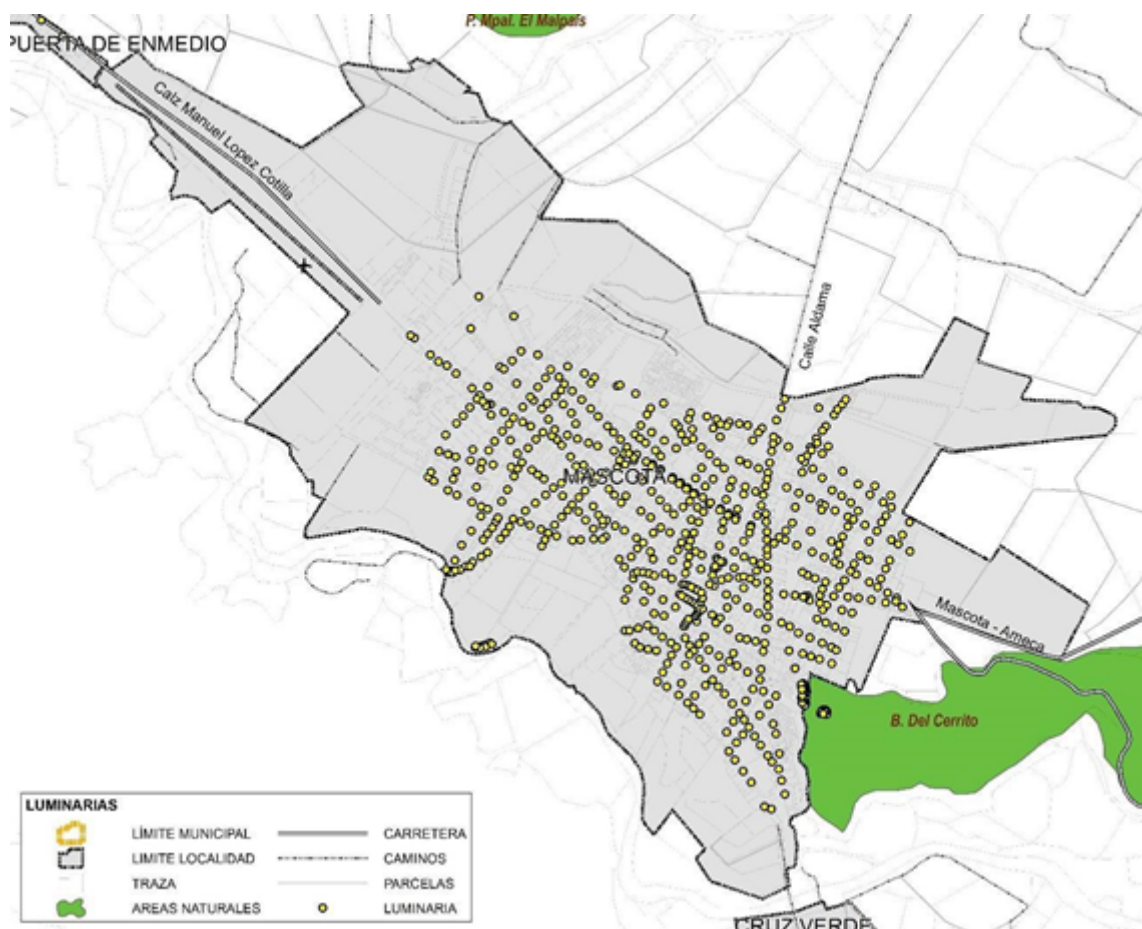 P. Mpal. El Malpaís
PUERTA DE ENMEDIO
Calz Manuel Lopez Cotilla
Calle Aldama
MASCOTA
Mascota - Ameca
B. Del Cerrito
LUMINARIAS
LÍMITE MUNICIPAL
CARRETERA
LIMITE LOCALIDAD
CAMINOS
TRAZA
PARCELAS
AREAS NATURALES
LUMINARIA
CRUZ VERDE